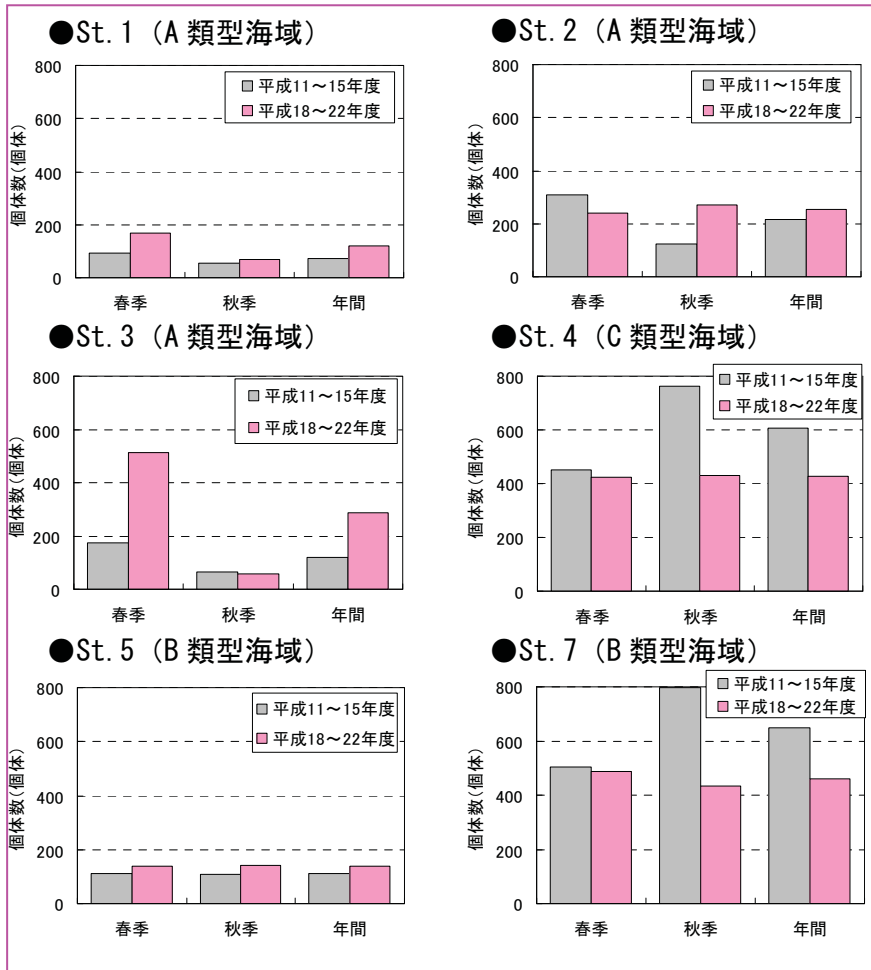 ●St.1 (A類型海域)
800
600
400
200
0
個体数(個体)
平成11～15年度
平成18～22年度
春季 秋季 年間
●St.2 (A類型海域)
800
600
400
200
0
個体数(個体)
平成11～15年度
平成18～22年度
春季 秋季 年間
●St.3 (A類型海域)
800
600
400
200
0
個体数(個体)
平成11～15年度
平成18～22年度
春季 秋季 年間
●St.4 (C類型海域)
800
600
400
200
0
個体数(個体)
平成11～15年度
平成18～22年度
春季 秋季 年間
●St.5 (B類型海域)
800
600
400
200
0
個体数(個体)
平成11～15年度
平成18～22年度
春季 秋季 年間
●St.7 (B類型海域)
800
600
400
200
0
個体数(個体)
平成11～15年度
平成18～22年度
春季 秋季 年間